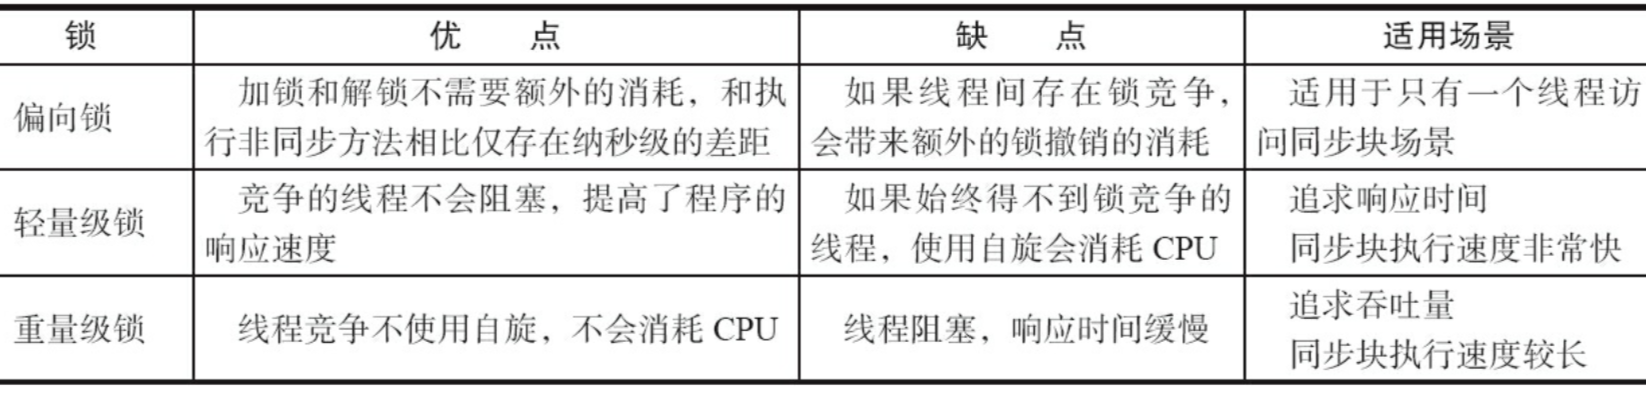 锁 优 点 缺 点 适用场景
偏向锁
加锁和解锁不需要额外的消耗，和执
行非同步方法相比仅存在纳秒级的差距
如果线程间存在锁竞争，
会带来额外的锁撤销的消耗
适用于只有一个线程访
问同步块场景
轻量级锁
竞争的线程不会阻塞，提高了程序的
响应速度
如果始终得不到锁竞争的
线程，使用自旋会消耗 CPU
追求响应时间
同步块执行速度非常快
重量级锁
线程竞争不使用自旋，不会消耗 CPU
线程阻塞，响应时间缓慢
追求吞吐量
同步块执行速度较长